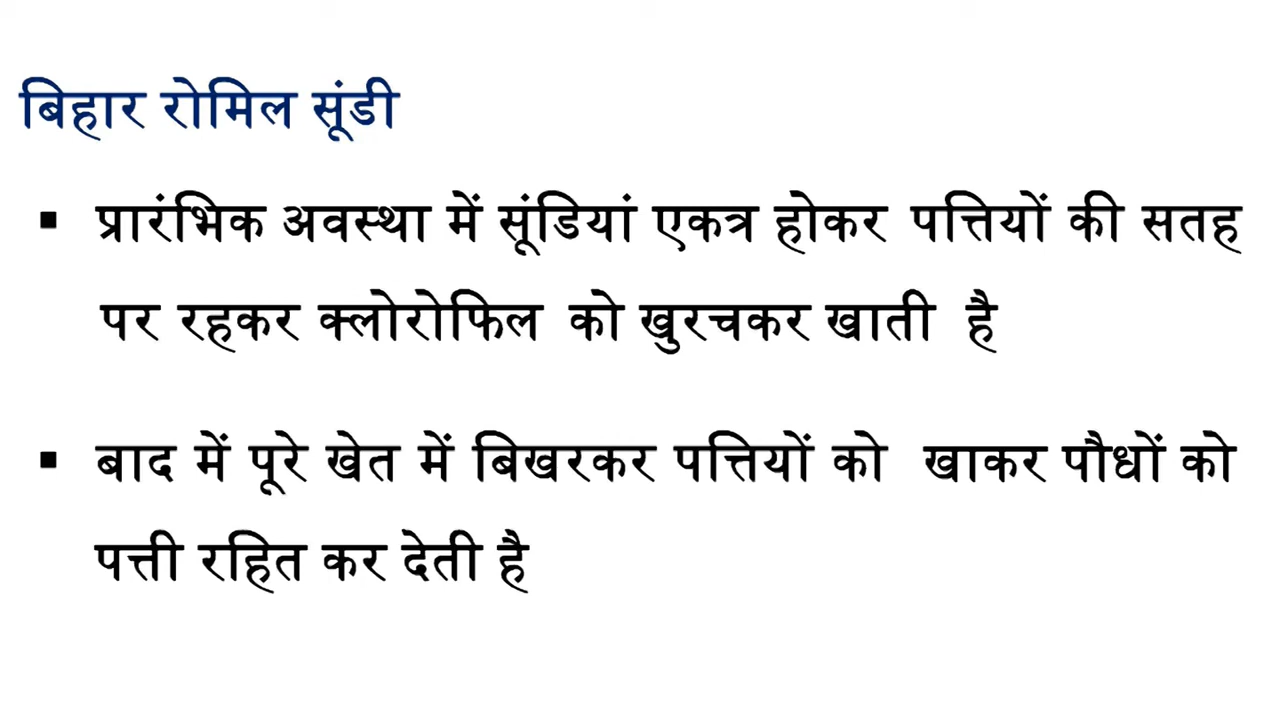 बिहार रोमिल सूंडी
▪ प्रारंभिक अवस्था में सूंडियां एकत्र होकर पत्तियों की सतह
पर रहकर क्लोरोफिल को खुरचकर खाती है
▪ बाद में पूरे खेत में बिखरकर पत्तियों को खाकर पौधों को
पत्ती रहित कर देती है